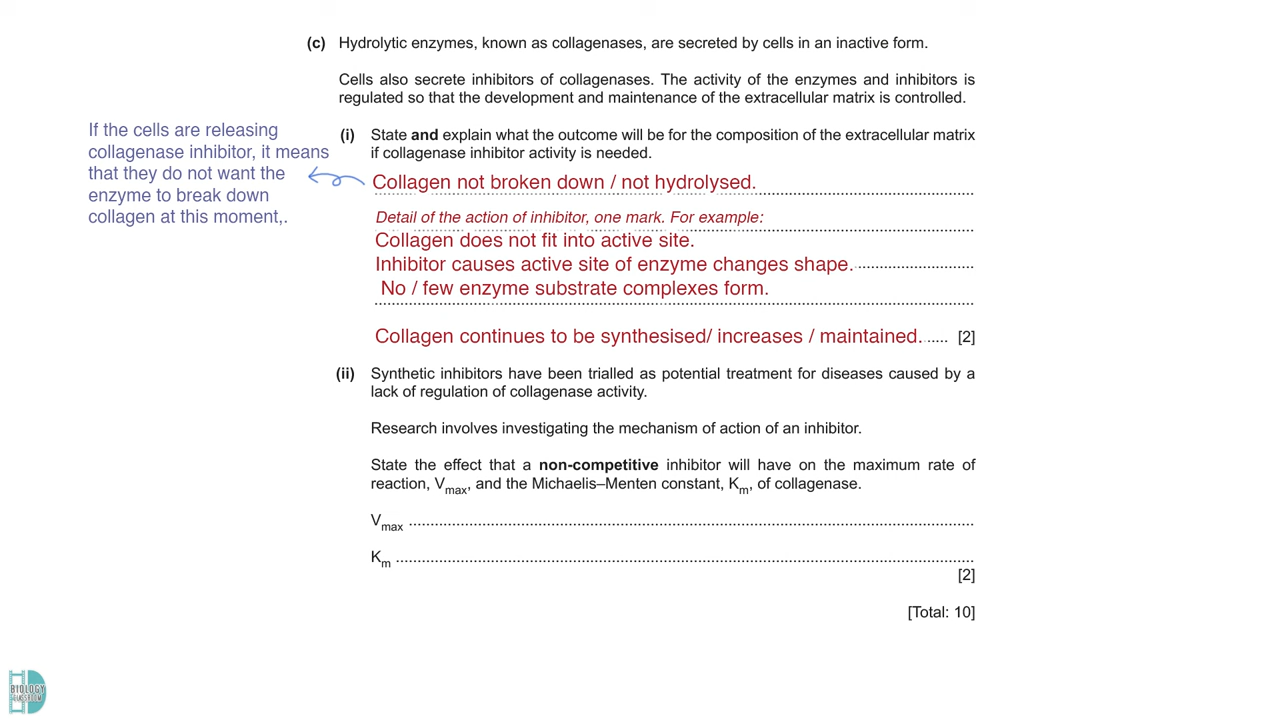 (c) Hydrolytic enzymes, known as collagenases, are secreted by cells in an inactive form.
Cells also secrete inhibitors of collagenases. The activity of the enzymes and inhibitors is
regulated so that the development and maintenance of the extracellular matrix is controlled.
If the cells are releasing
collagenase inhibitor, it means
that they do not want the
enzyme to break down
collagen at this moment,.
(i) State and explain what the outcome will be for the composition of the extracellular matrix
if collagenase inhibitor activity is needed.
Collagen not broken down / not hydrolysed.
Detail of the action of inhibitor, one mark. For example:
Collagen does not fit into active site.
Inhibitor causes active site of enzyme changes shape.
No / few enzyme substrate complexes form.
Collagen continues to be synthesised/ increases / maintained. [2]
(ii) Synthetic inhibitors have been trialled as potential treatment for diseases caused by a
lack of regulation of collagenase activity.
Research involves investigating the mechanism of action of an inhibitor.
State the effect that a non-competitive inhibitor will have on the maximum rate of
reaction, Vmax, and the Michaelis–Menten constant, Km, of collagenase.
Vmax
Km
[2]
[Total: 10]
BIOLOGY
CLASSROOM